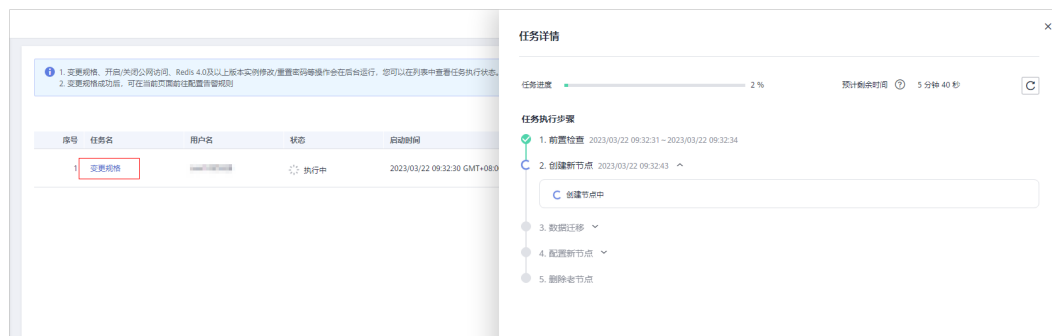 1. 变更规格、开启/关闭公网访问、Redis 4.0及以上版本实例修改/重置密码等操作会在后台运行，您可以在列表中查看任务执行状态。
2. 变更规格成功后，可在当前页面前往配置告警规则
序号 任务名 用户名 状态 启动时间
1 变更规格 执行中 2023/03/22 09:32:30 GMT+08:0
任务详情
任务进度 2 % 预计剩余时间 5 分钟 40 秒
任务执行步骤
1. 前置检查 2023/03/22 09:32:31 ~ 2023/03/22 09:32:34
2. 创建新节点 2023/03/22 09:32:43
创建节点中
3. 数据迁移
4. 配置新节点
5. 删除老节点